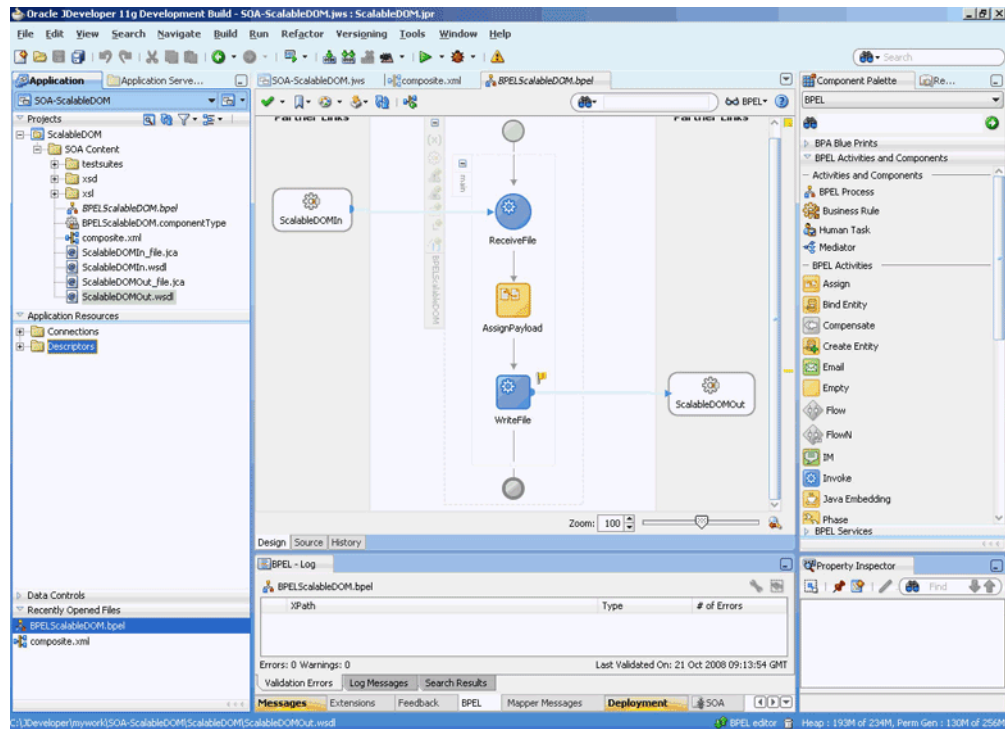 Oracle JDeveloper 11g Development Build - SOA-ScalableDOM.jws : ScalableDOM.jpr
File Edit View Search Navigate Build Run Refactor Versioning Tools Window Help
Search
Application
Application Serve...
SOA-ScalableDOM
Projects
ScalableDOM
SOA Content
testsuites
xsd
xsl
BPELScalableDOM.bpel
BPELScalableDOM.componentType
composite.xml
ScalableDOMIn_file.jca
ScalableDOMIn.wsdl
ScalableDOMOut_file.jca
ScalableDOMOut.wsdl
Application Resources
Connections
Descriptors
Data Controls
Recently Opened Files
BPELScalableDOM.bpel
composite.xml
SOA-ScalableDOM.jws
composite.xml
BPELScalableDOM.bpel
BPEL
Partner Links
Partner Links
main
BPELScalableDOM
ScalableDOMIn
ReceiveFile
AssignPayload
WriteFile
ScalableDOMOut
Zoom: 100
Design Source History
BPEL - Log
BPELScalableDOM.bpel
XPath Type # of Errors
Errors: 0 Warnings: 0
Last Validated On: 21 Oct 2008 09:13:54 GMT
Validation Errors Log Messages Search Results
Messages Extensions Feedback BPEL Mapper Messages Deployment SOA
Component Palette
Re...
BPEL
BPA Blue Prints
BPEL Activities and Components
Activities and Components
BPEL Process
Business Rule
Human Task
Mediator
BPEL Activities
Assign
Bind Entity
Compensate
Create Entity
Email
Empty
Flow
FlowN
IM
Invoke
Java Embedding
Phase
BPEL Services
Property Inspector
Find
C:\JDeveloper\mywork\SOA-ScalableDOM\ScalableDOM\ScalableDOMOut.wsdl
BPEL editor
Heap : 193M of 234M, Perm Gen : 130M of 256M